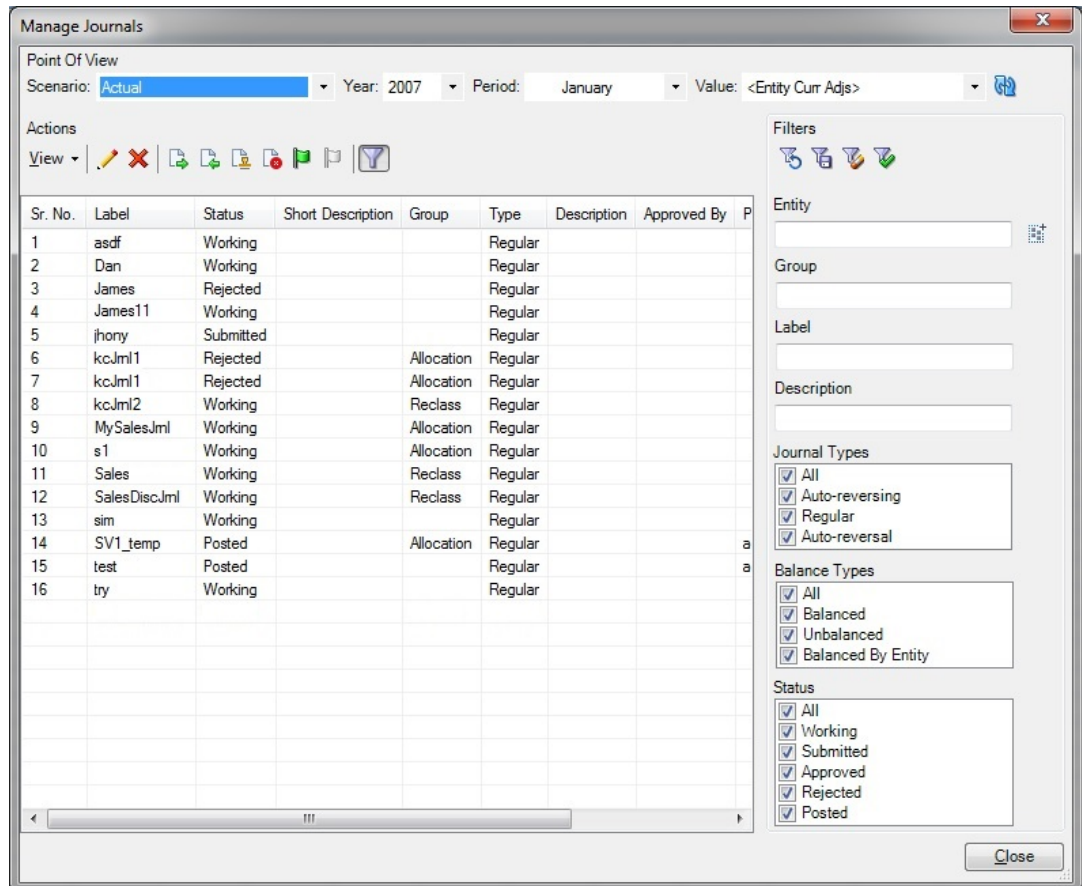 Manage Journals
Point Of View
Scenario: Actual Year: 2007 Period: January Value: <Entity Curr Adjs>
Actions
View
Filters
Sr. No. Label Status Short Description Group Type Description Approved By P
1 asdf Working Regular
2 Dan Working Regular
3 James Rejected Regular
4 James11 Working Regular
5 jhony Submitted Regular
6 kcJrnl1 Rejected Allocation Regular
7 kcJrnl1 Rejected Allocation Regular
8 kcJrnl2 Working Reclass Regular
9 MySalesJrnl Working Allocation Regular
10 s1 Working Allocation Regular
11 Sales Working Reclass Regular
12 SalesDiscJrnl Working Reclass Regular
13 sim Working Regular
14 SV1_temp Posted Allocation Regular a
15 test Posted Regular a
16 try Working Regular
Entity
Group
Label
Description
Journal Types
All
Auto-reversing
Regular
Auto-reversal
Balance Types
All
Balanced
Unbalanced
Balanced By Entity
Status
All
Working
Submitted
Approved
Rejected
Posted
Close